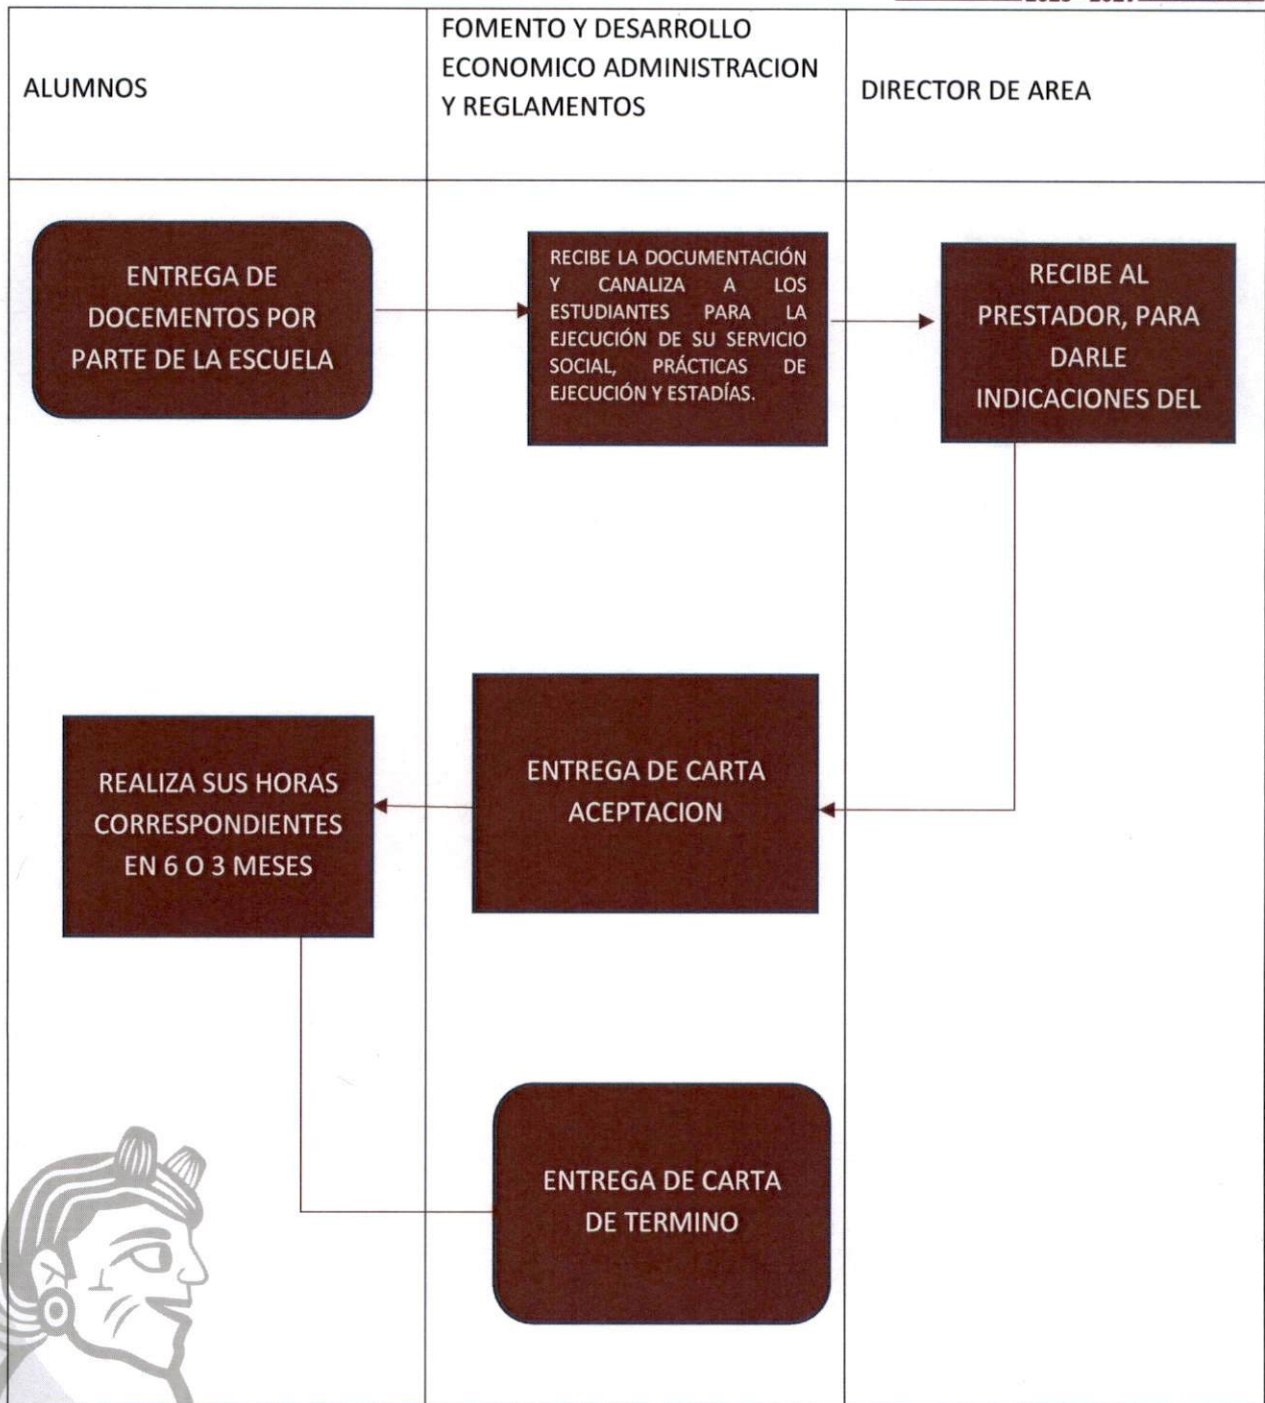 ALUMNOS
FOMENTO Y DESARROLLO
ECONOMICO ADMINISTRACION
Y REGLAMENTOS
DIRECTOR DE AREA
ENTREGA DE
DOCEMENTOS POR
PARTE DE LA ESCUELA
RECIBE LA DOCUMENTACIÓN
Y CANALIZA A LOS
ESTUDIANTES PARA LA
EJECUCIÓN DE SU SERVICIO
SOCIAL, PRÁCTICAS DE
EJECUCIÓN Y ESTADÍAS.
RECIBE AL
PRESTADOR, PARA
DARLE
INDICACIONES DEL
ENTREGA DE CARTA
ACEPTACION
REALIZA SUS HORAS
CORRESPONDIENTES
EN 6 O 3 MESES
ENTREGA DE CARTA
DE TERMINO